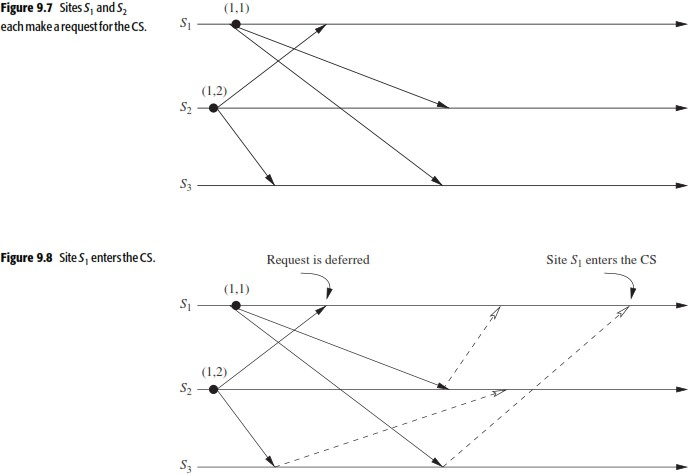 Figure 9.7 Sites S1 and S2
each make a request for the CS.
(1,1)
S1
(1,2)
S2
S3
Figure 9.8 Site S1 enters the CS.
Request is deferred
Site S1 enters the CS
(1,1)
S1
(1,2)
S2
S3